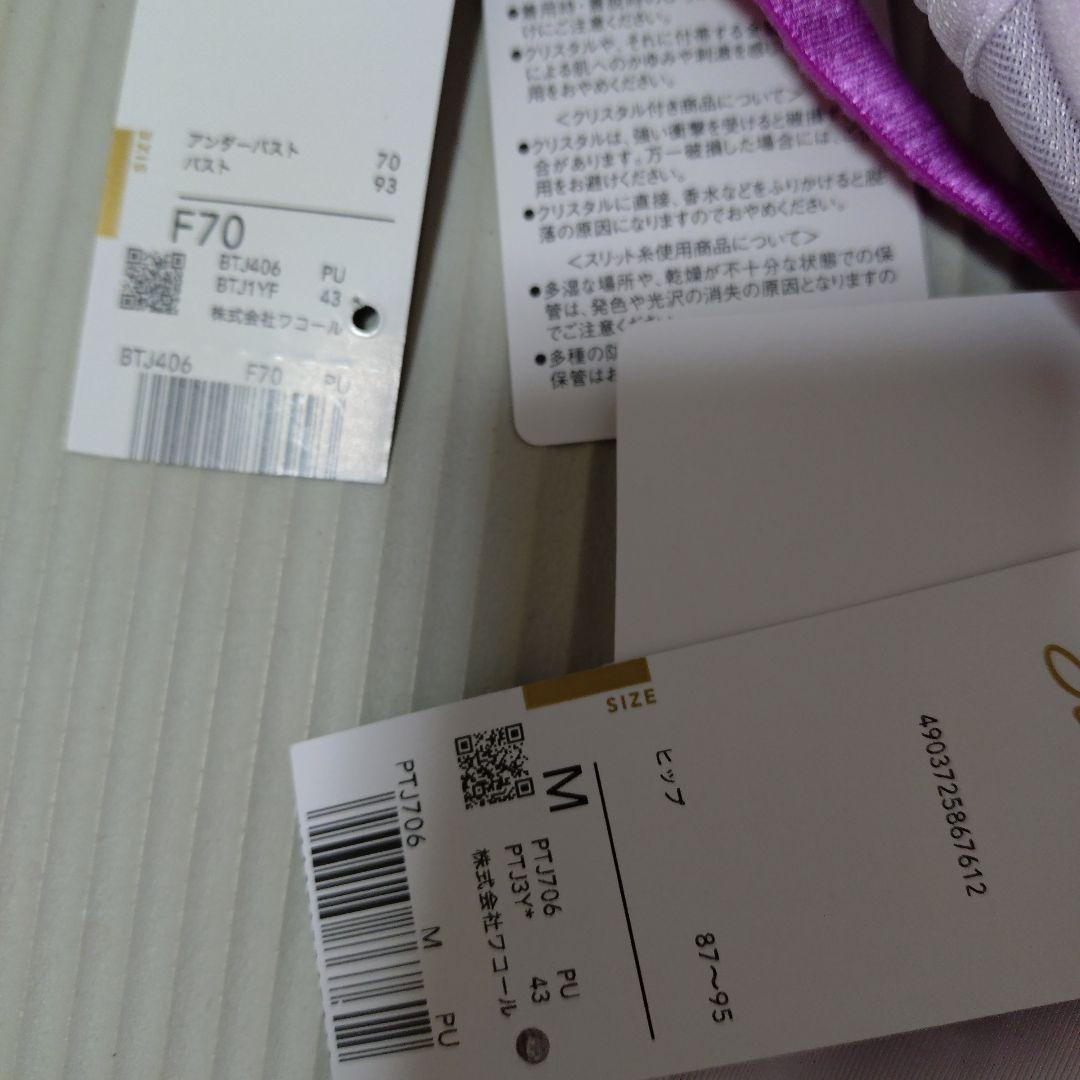 SIZE
アンダーバスト 70
バスト 93
F70
BTJ406 PU
BTJ1YF 43
株式会社ワコール
BTJ406 F70 PU
けにご注意ください。
●クリスタルや、それに付着する
による肌へのかゆみや刺激を感
用をおやめください。
<クリスタル付き商品について>
●クリスタルは、強い衝撃を受けると破損
合があります。万一破損した場合には、
用をお避けください。
●クリスタルに直接、香水などをふりかけると
落の原因になりますのでおやめください。
<スリット糸使用商品について>
●多湿な場所や、乾燥が不十分な状態での保
管は、発色や光沢の消失の原因となりますの
でご注意く
●多種の防
保管はお
4903725867612
SIZE
ヒップ 87〜95
M
PTJ706 PU
PTJ3Y* 43
株式会社ワコール
PTJ706 M PU